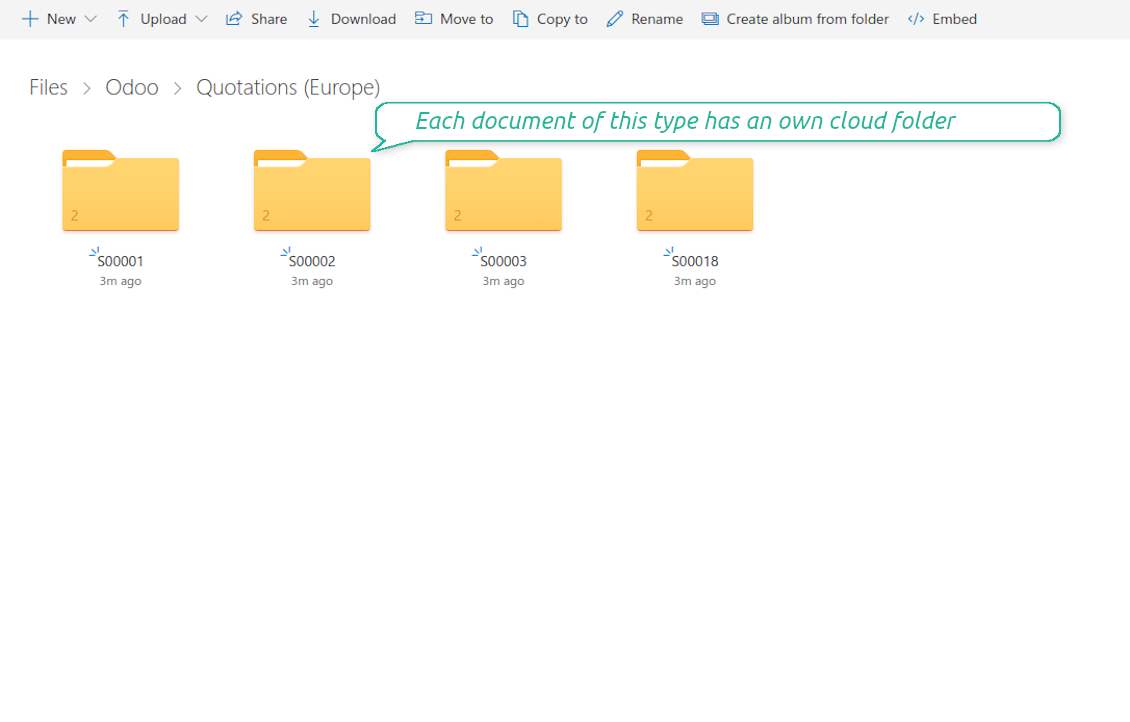 New Upload Share Download Move to Copy to Rename Create album from folder </> Embed
Files > Odoo > Quotations (Europe)
Each document of this type has an own cloud folder
2 2 2 2
S00001 S00002 S00003 S00018
3m ago 3m ago 3m ago 3m ago